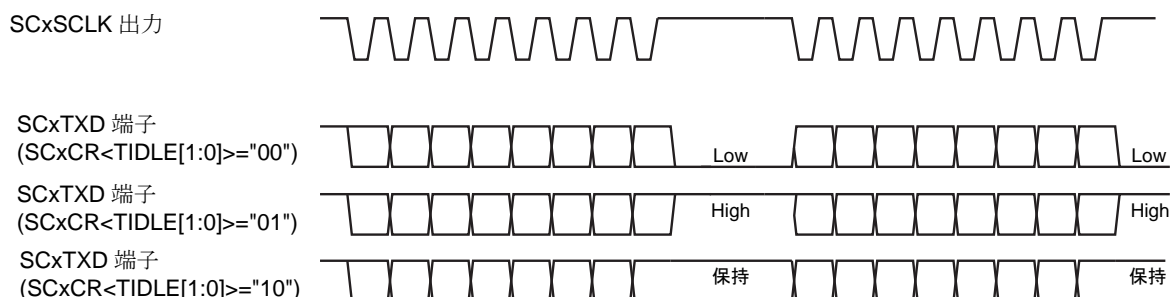 SCxSCLK 出力
SCxTXD 端子
(SCxCR<TIDLE[1:0]>="00")
Low
Low
SCxTXD 端子
(SCxCR<TIDLE[1:0]>="01")
High
High
SCxTXD 端子
(SCxCR<TIDLE[1:0]>="10")
保持
保持